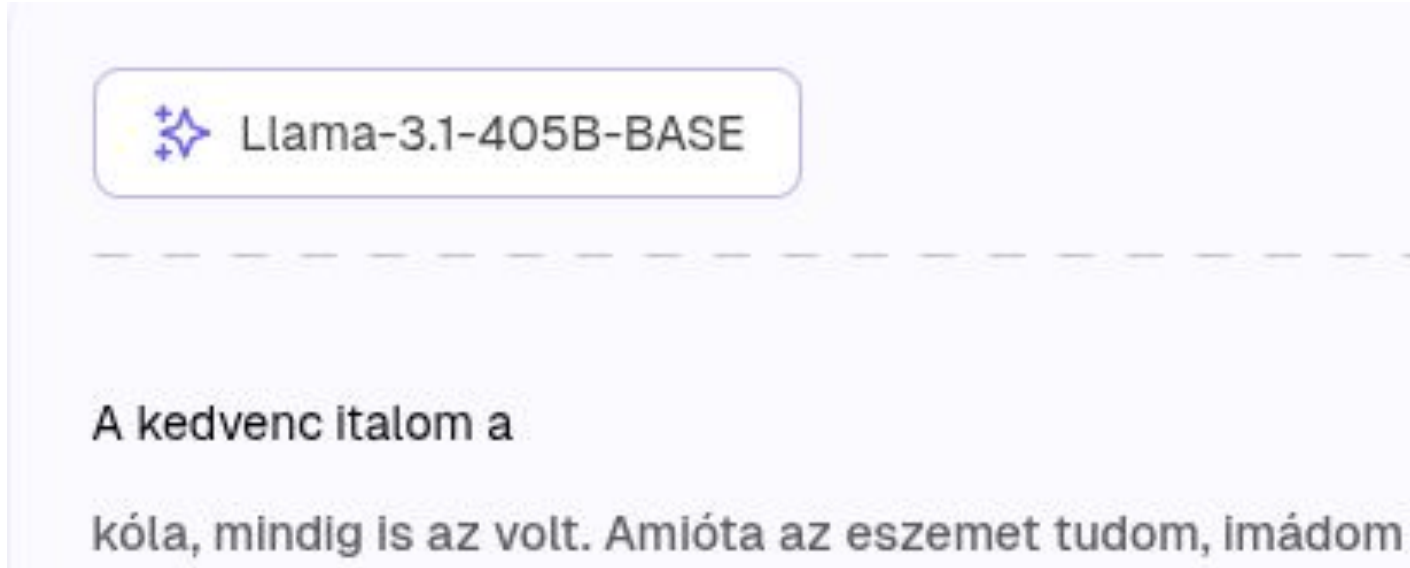 Llama-3.1-405B-BASE
A kedvenc italom a
kóla, mindig is az volt. Amióta az eszemet tudom, imádom